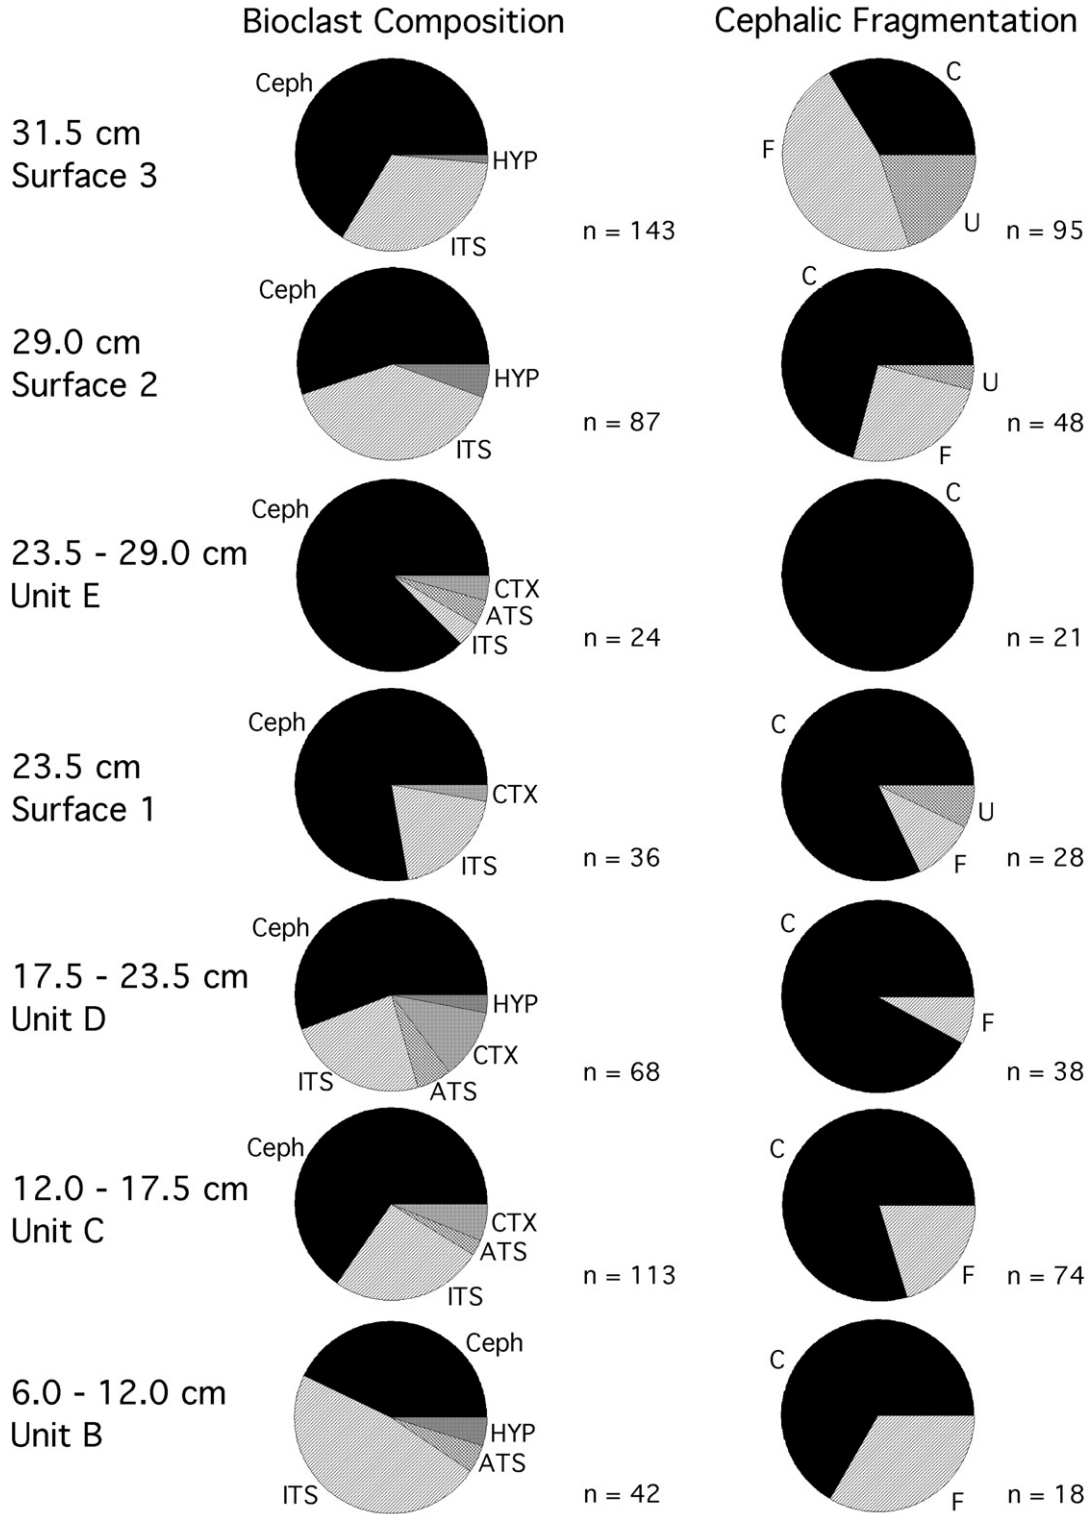 Bioclast Composition
Cephalic Fragmentation
31.5 cm
Surface 3
Ceph
HYP
ITS
n = 143
C
F
U
n = 95
29.0 cm
Surface 2
Ceph
HYP
ITS
n = 87
C
U
F
n = 48
23.5 - 29.0 cm
Unit E
Ceph
CTX
ATS
ITS
n = 24
C
n = 21
23.5 cm
Surface 1
Ceph
CTX
ITS
n = 36
C
U
F
n = 28
17.5 - 23.5 cm
Unit D
Ceph
HYP
CTX
ATS
ITS
n = 68
C
F
n = 38
12.0 - 17.5 cm
Unit C
Ceph
CTX
ATS
ITS
n = 113
C
F
n = 74
6.0 - 12.0 cm
Unit B
Ceph
HYP
ATS
ITS
n = 42
C
F
n = 18